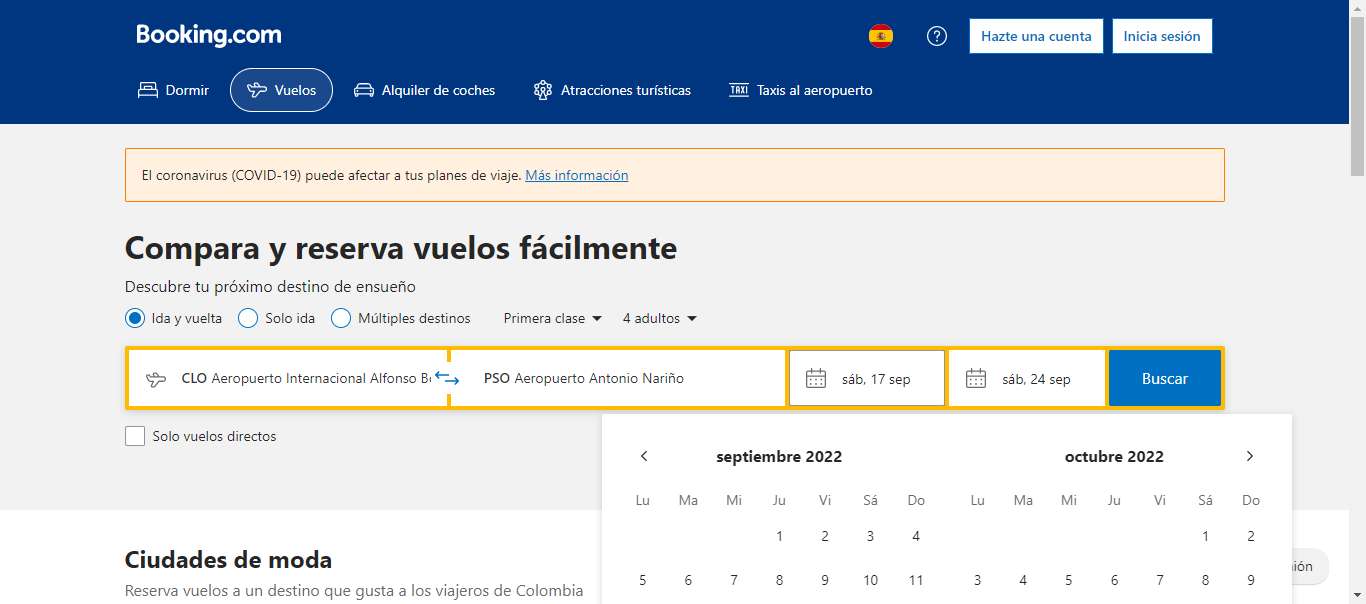 Booking.com
Hazte una cuenta
Inicia sesión
Dormir
Vuelos
Alquiler de coches
Atracciones turísticas
TAXI Taxis al aeropuerto
El coronavirus (COVID-19) puede afectar a tus planes de viaje. Más información
Compara y reserva vuelos fácilmente
Descubre tu próximo destino de ensueño
Ida y vuelta Solo ida Múltiples destinos Primera clase 4 adultos
CLO Aeropuerto Internacional Alfonso PSO Aeropuerto Antonio Nariño sáb, 17 sep sáb, 24 sep Buscar
Solo vuelos directos
septiembre 2022 octubre 2022
Lu Ma Mi Ju Vi Sá Do Lu Ma Mi Ju Vi Sá Do
1 2 3 4 1 2
5 6 7 8 9 10 11 3 4 5 6 7 8 9
Ciudades de moda
Reserva vuelos a un destino que gusta a los viajeros de Colombia